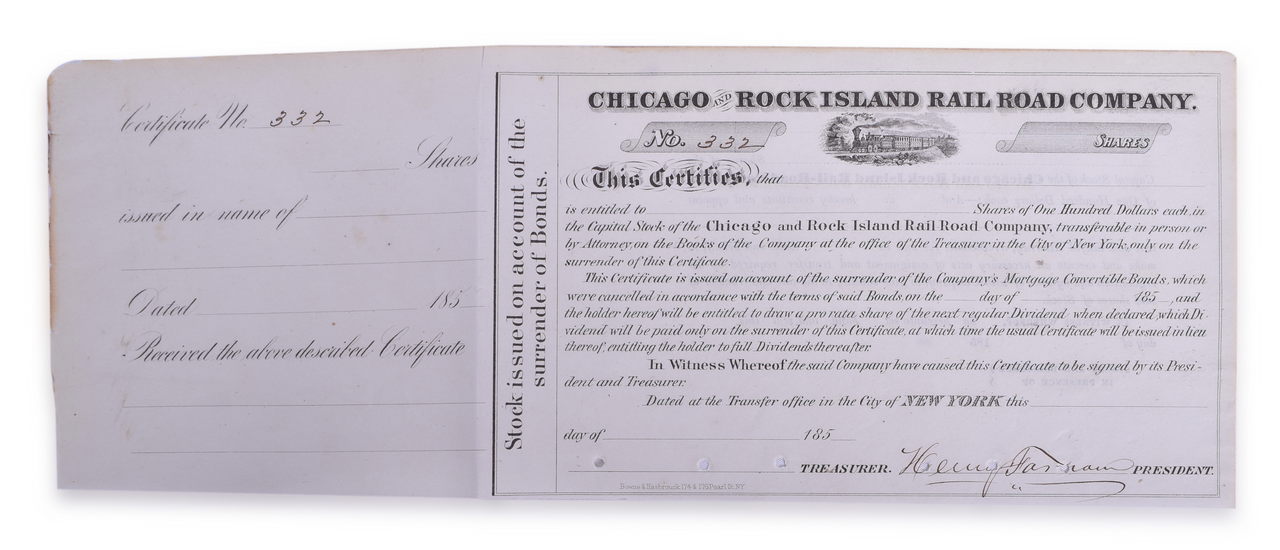 Certificate No. 332
Shares
issued in name of
Dated 185
Received the above described Certificate
Stock issued on account of the
surrender of Bonds.
CHICAGO AND ROCK ISLAND RAIL ROAD COMPANY.
No. 332
SHARES
This Certifies, that
is entitled to Shares of One Hundred Dollars each, in
the Capital Stock of the Chicago and Rock Island Rail Road Company, transferable in person or
by Attorney, on the Books of the Company at the office of the Treasurer in the City of New York, only on the
surrender of this Certificate.
This Certificate is issued on account of the surrender of the Company's Mortgage Convertible Bonds, which
were cancelled in accordance with the terms of said Bonds, on the day of 185 , and
the holder hereof will be entitled to draw a pro rata share of the next regular Dividend when declared, which Di-
vidend will be paid only on the surrender of this Certificate, at which time the usual Certificate will be issued in lieu
thereof, entitling the holder to full Dividends thereafter.
In Witness Whereof the said Company have caused this Certificate to be signed by its Presi-
dent and Treasurer.
Dated at the Transfer office in the City of NEW YORK this
day of 185
TREASURER. Henry Farnam PRESIDENT.
Bowne & Hasbrouck 174 & 176 Pearl St. NY.